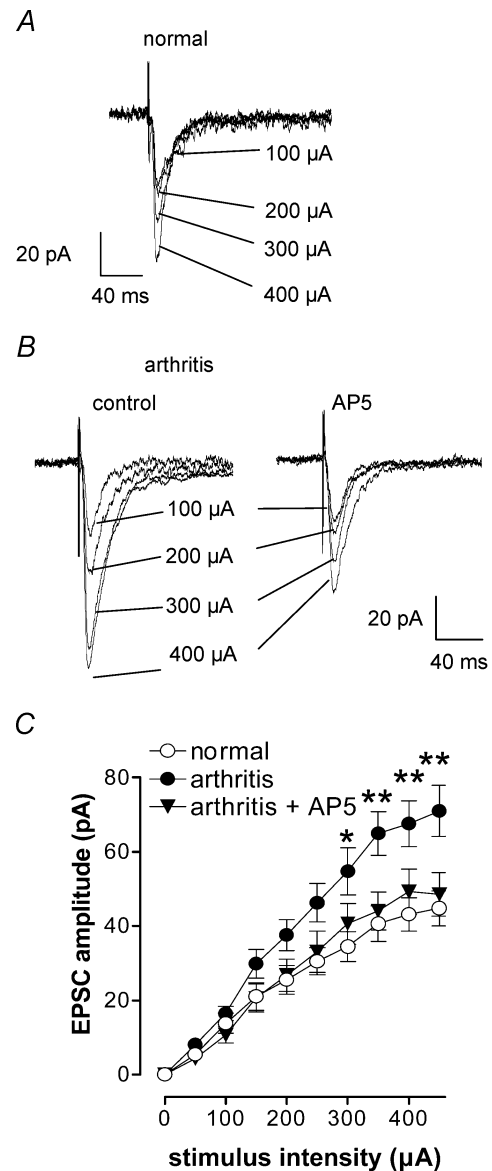 A
normal
100 µA
200 µA
300 µA
400 µA
20 pA
40 ms
B
arthritis
control
AP5
100 µA
200 µA
300 µA
400 µA
20 pA
40 ms
C
normal
arthritis
arthritis + AP5
* ** ** **
EPSC amplitude (pA)
80
60
40
20
0
0 100 200 300 400
stimulus intensity (µA)